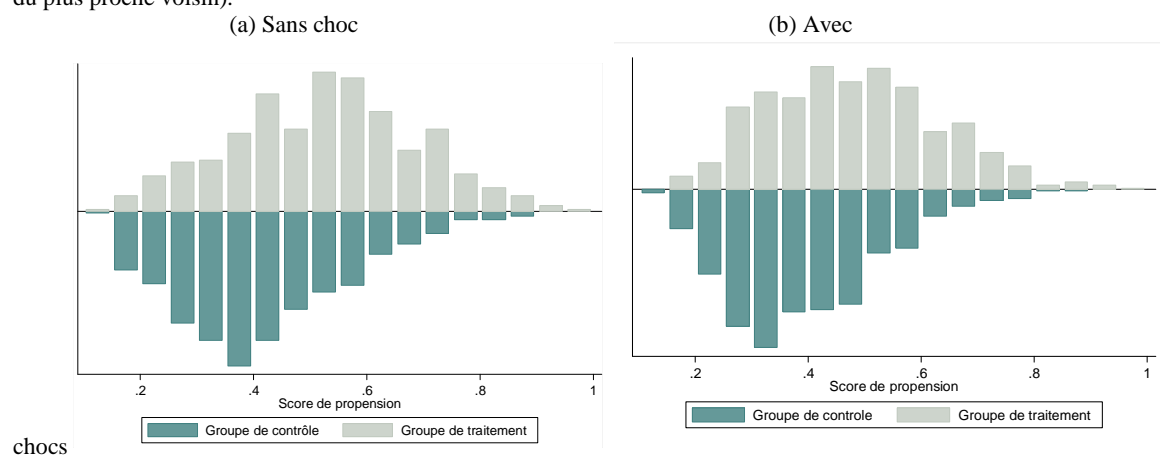 du plus proche voisin).
(a) Sans choc
(b) Avec
.2 .4 .6 .8 1
Score de propension
Groupe de contrôle Groupe de traitement
.2 .4 .6 .8 1
Score de propension
Groupe de controle Groupe de traitement
chocs